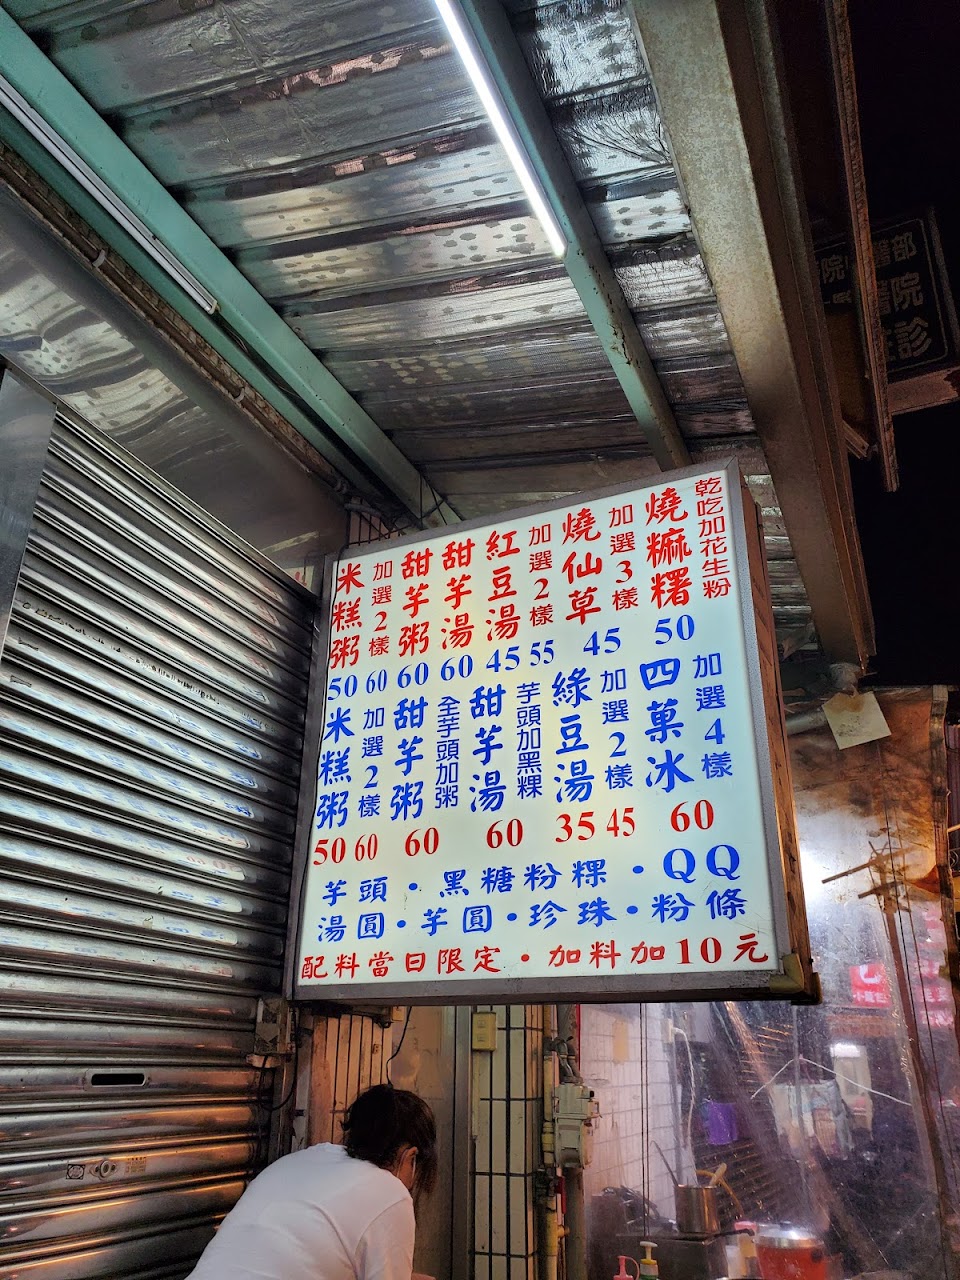 乾吃加花生粉
燒麻糬
50
加選3樣
燒仙草
45
加選2樣
55
紅豆湯
45
甜芋湯
60
甜芋粥
60
加選2樣
60
米糕粥
50
加選4樣
四菓冰
60
加選2樣
45
綠豆湯
35
芋頭加黑粿
甜芋湯
60
全芋頭加粥
甜芋粥
60
加選2樣
60
米糕粥
50
芋頭・黑糖粉粿・QQ
湯圓・芋圓・珍珠・粉條
配料當日限定・加料加10元